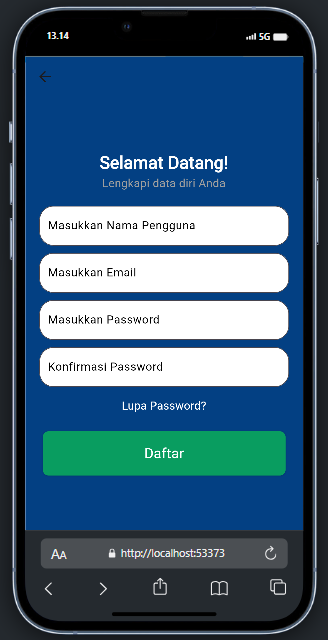 13.14
5G
Selamat Datang!
Lengkapi data diri Anda
Masukkan Nama Pengguna
Masukkan Email
Masukkan Password
Konfirmasi Password
Lupa Password?
Daftar
AA http://localhost:53373